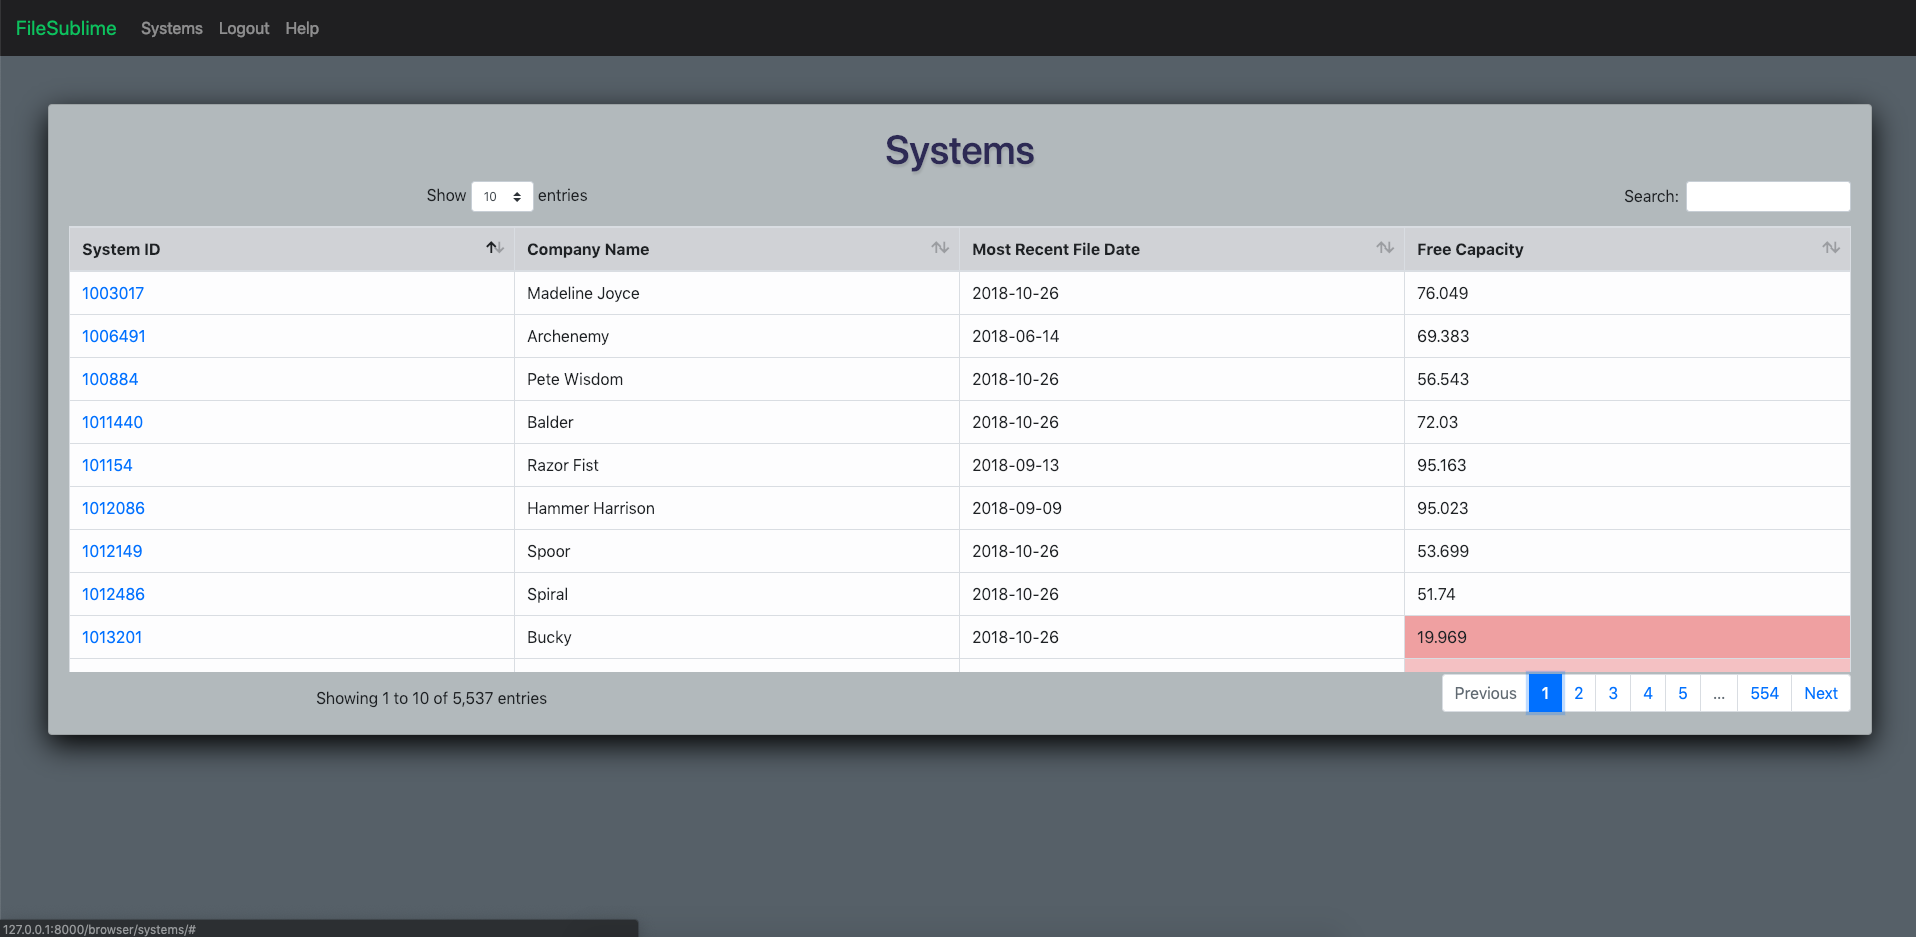 FileSublime Systems Logout Help
Systems
Show 10 entries Search:
System ID Company Name Most Recent File Date Free Capacity
1003017 Madeline Joyce 2018-10-26 76.049
1006491 Archenemy 2018-06-14 69.383
100884 Pete Wisdom 2018-10-26 56.543
1011440 Balder 2018-10-26 72.03
101154 Razor Fist 2018-09-13 95.163
1012086 Hammer Harrison 2018-09-09 95.023
1012149 Spoor 2018-10-26 53.699
1012486 Spiral 2018-10-26 51.74
1013201 Bucky 2018-10-26 19.969
Showing 1 to 10 of 5,537 entries Previous 1 2 3 4 5 ... 554 Next
127.0.0.1:8000/browser/systems/#